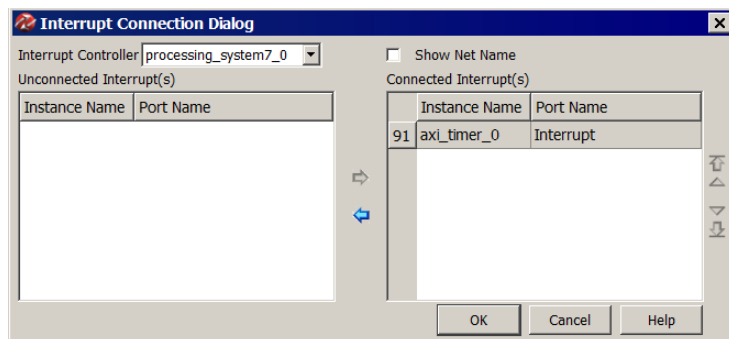 Interrupt Connection Dialog
Interrupt Controller processing_system7_0
Show Net Name
Unconnected Interrupt(s)
Connected Interrupt(s)
Instance Name Port Name
Instance Name Port Name
91 axi_timer_0 Interrupt
OK Cancel Help